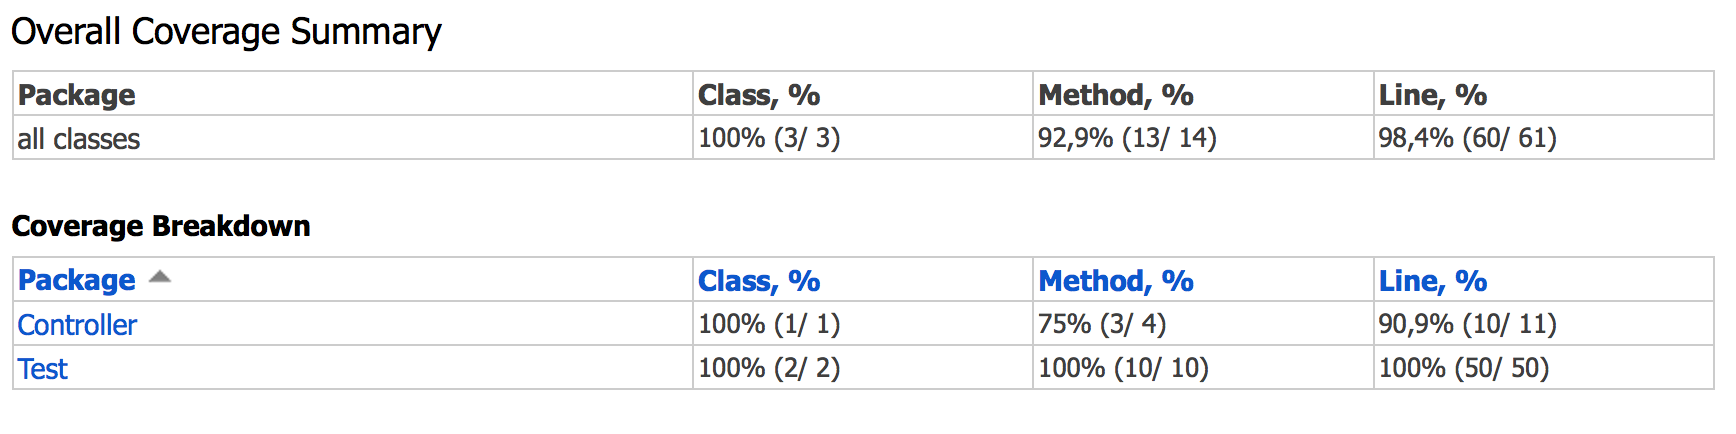 Overall Coverage Summary
Package Class, % Method, % Line, %
all classes 100% (3/ 3) 92,9% (13/ 14) 98,4% (60/ 61)
Coverage Breakdown
Package Class, % Method, % Line, %
Controller 100% (1/ 1) 75% (3/ 4) 90,9% (10/ 11)
Test 100% (2/ 2) 100% (10/ 10) 100% (50/ 50)